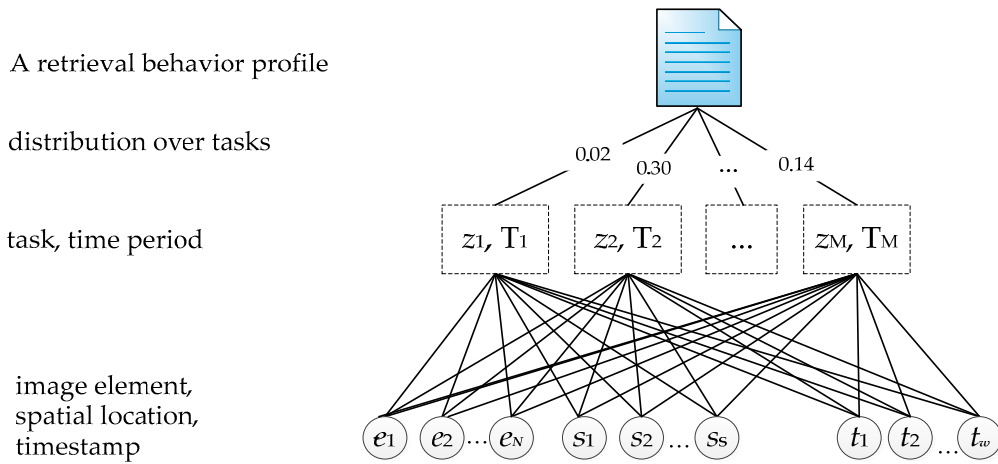 A retrieval behavior profile
distribution over tasks
0.02 0.30 ... 0.14
task, time period
z1, T1 z2, T2 ... zM, TM
image element,
spatial location,
timestamp
e1 e2 ... eN s1 s2 ... sS t1 t2 ... tw